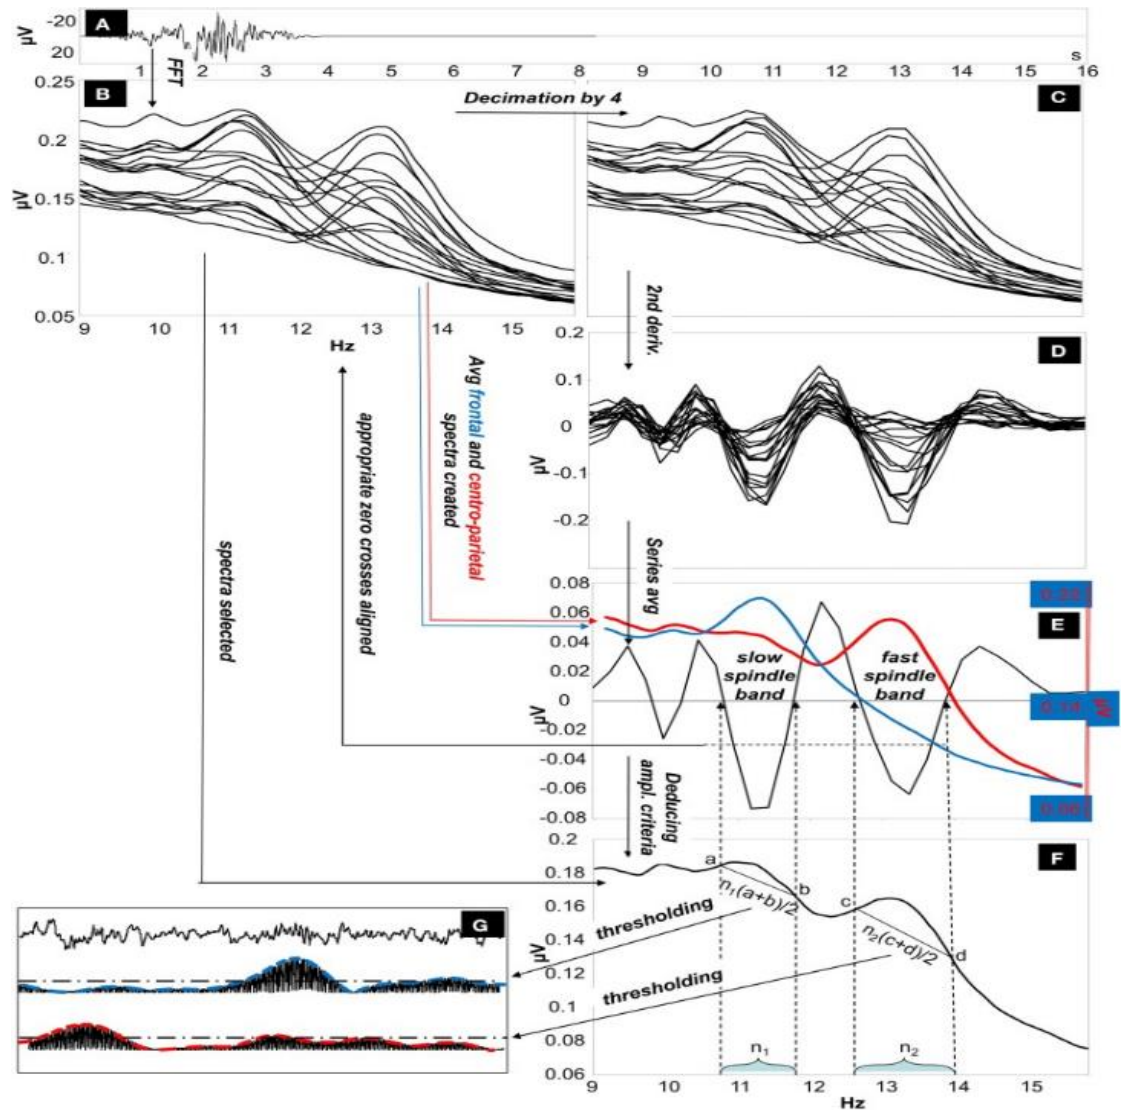 A
-20
µV
20
s
1 2 3 4 5 6 7 8 9 10 11 12 13 14 15 16
FFT
0.25
B
Decimation by 4
C
0.2
µV
0.15
0.1
0.05
9 10 11 12 13 14 15
Hz
2nd deriv.
0.2
D
0.1
0
µV
-0.1
-0.2
Avg frontal and centro-parietal
spectra created
appropriate zero crosses aligned
spectra selected
Series avg
0.08
0.06
0.04
0.02
0
µV
-0.02
-0.04
-0.06
-0.08
E
slow
spindle
band
fast
spindle
band
0.22
0.14
µV
0.06
Deducing
ampl. criteria
0.2
F
0.18
0.16
0.14
µV
0.12
0.1
0.08
0.06
a
b
n1(a+b)/2
c
d
n2(c+d)/2
thresholding
thresholding
G
n1
n2
9 10 11 12 13 14 15
Hz